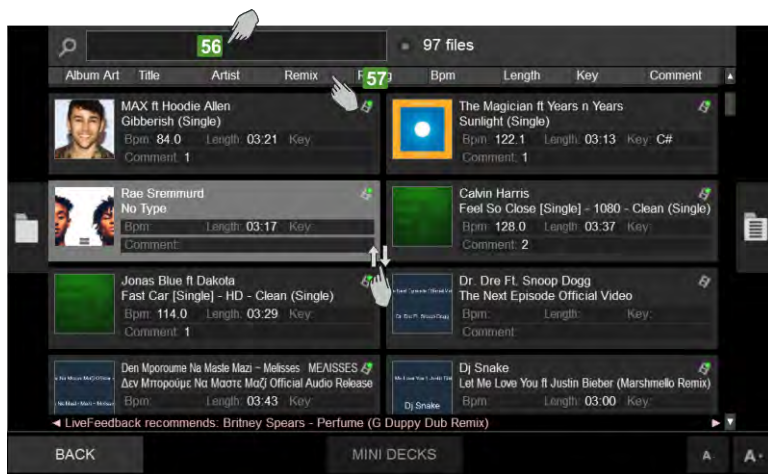 56
97 files
Album Art Title Artist Remix 57 g Bpm Length Key Comment
MAX ft Hoodie Allen
Gibberish (Single)
Bpm: 84.0 Length: 03:21 Key:
Comment: 1
The Magician ft Years n Years
Sunlight (Single)
Bpm: 122.1 Length: 03:13 Key: C#
Comment: 1
Rae Sremmurd
No Type
Bpm: Length: 03:17 Key:
Comment:
Calvin Harris
Feel So Close [Single] - 1080 - Clean (Single)
Bpm: 128.0 Length: 03:37 Key:
Comment: 2
Jonas Blue ft Dakota
Fast Car [Single] - HD - Clean (Single)
Bpm: 114.0 Length: 03:29 Key:
Comment: 1
Dr. Dre Ft. Snoop Dogg
The Next Episode Official Video
Bpm: Length: Key:
Comment:
Den Mporoume Na Maste Mazi ~ Melisses ΜΕΛISSES
Δεν Μπορούμε Να Μαστε Μαζί Official Audio Release
Bpm: Length: 03:43 Key:
Dj Snake
Dj Snake
Let Me Love You ft Justin Bieber (Marshmello Remix)
Bpm: Length: 03:00 Key:
LiveFeedback recommends: Britney Spears - Perfume (G Duppy Dub Remix)
BACK MINI DECKS A A+